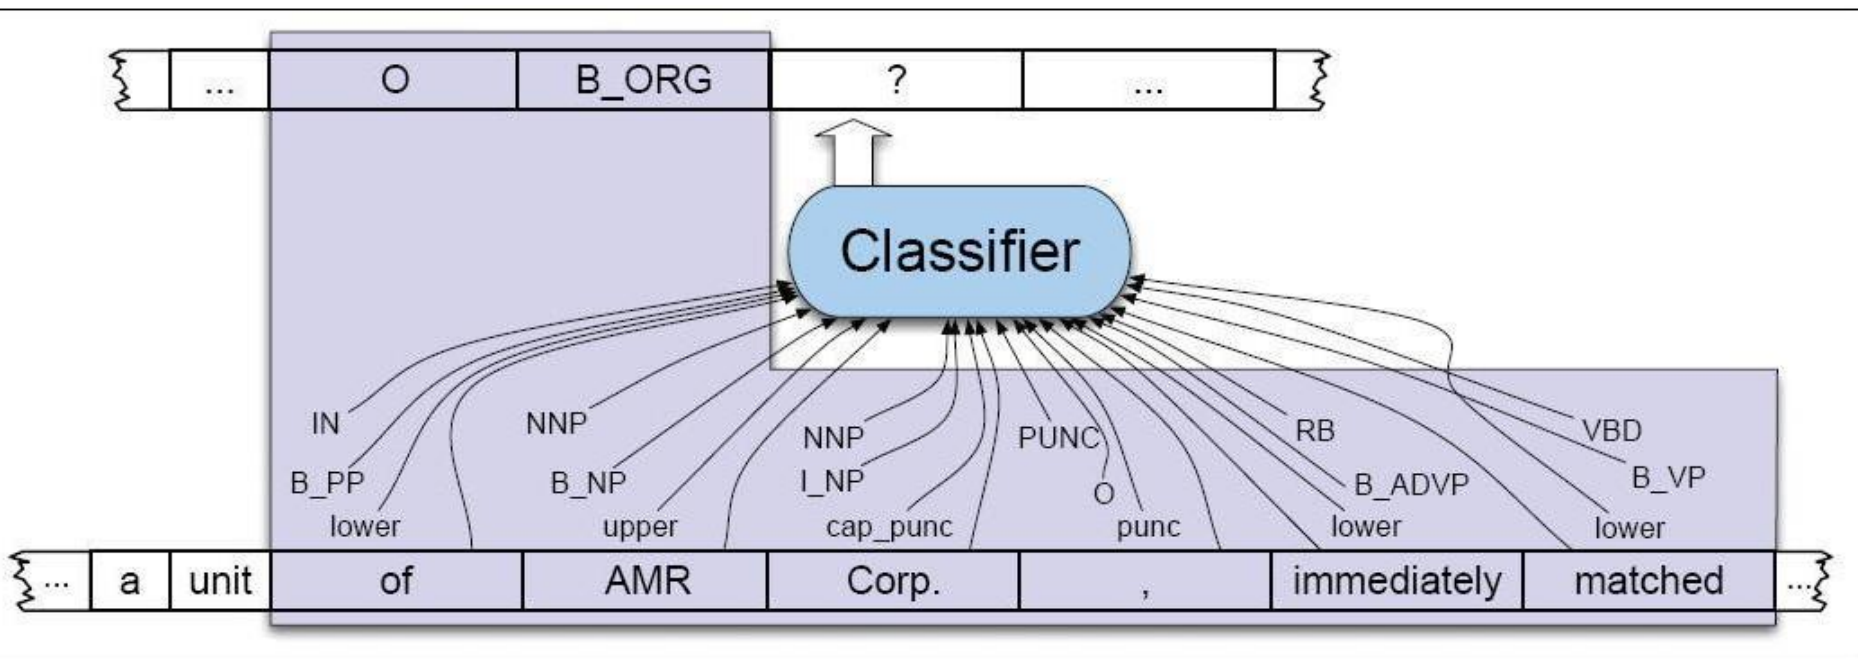 ... O B_ORG ? ...
Classifier
IN NNP NNP PUNC RB VBD
B_PP B_NP I_NP O B_ADVP B_VP
lower upper cap_punc punc lower lower
... a unit of AMR Corp. , immediately matched ...